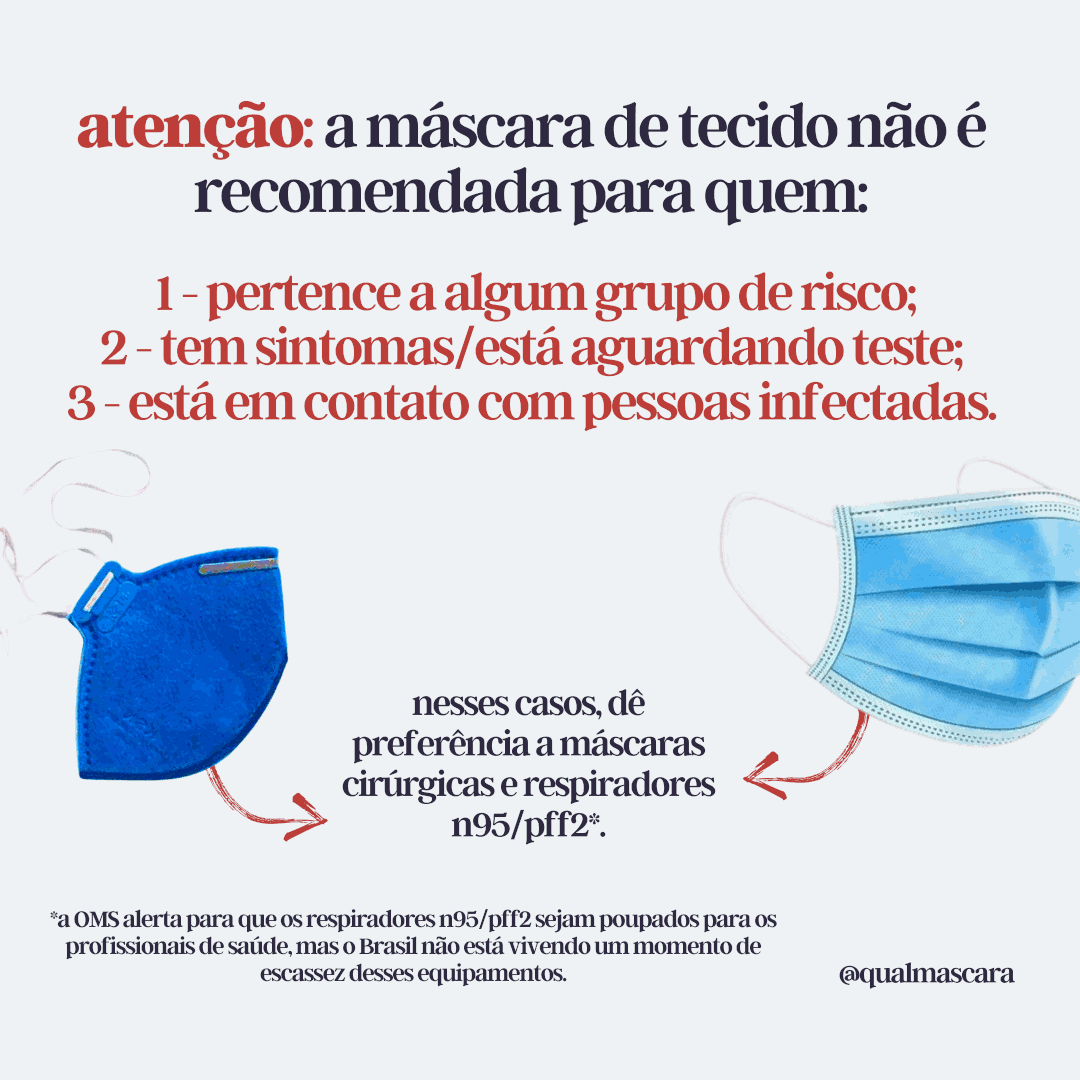 atenção: a máscara de tecido não é
recomendada para quem:
1 - pertence a algum grupo de risco;
2 - tem sintomas/está aguardando teste;
3 - está em contato com pessoas infectadas.
nesses casos, dê
preferência a máscaras
cirúrgicas e respiradores
n95/pff2*.
*a OMS alerta para que os respiradores n95/pff2 sejam poupados para os
profissionais de saúde, mas o Brasil não está vivendo um momento de
escassez desses equipamentos.
@qualmascara